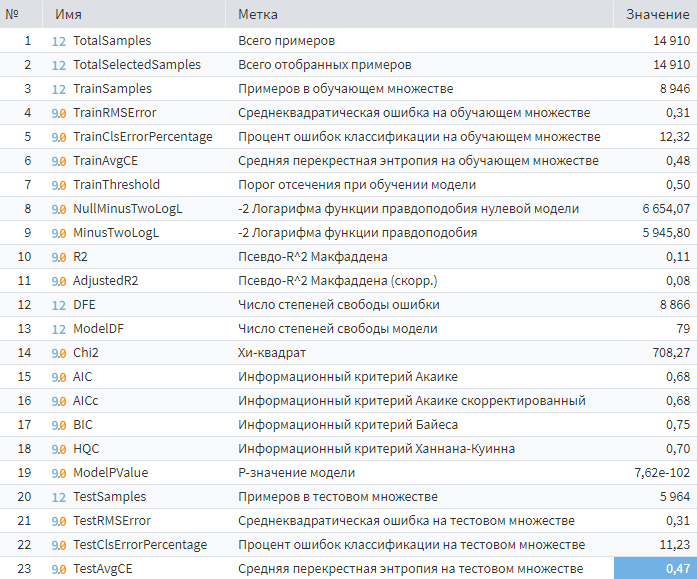 № Имя Метка Значение
1 12 TotalSamples Всего примеров 14 910
2 12 TotalSelectedSamples Всего отобранных примеров 14 910
3 12 TrainSamples Примеров в обучающем множестве 8 946
4 9.0 TrainRMSError Среднеквадратическая ошибка на обучающем множестве 0,31
5 9.0 TrainClsErrorPercentage Процент ошибок классификации на обучающем множестве 12,32
6 9.0 TrainAvgCE Средняя перекрестная энтропия на обучающем множестве 0,48
7 9.0 TrainThreshold Порог отсечения при обучении модели 0,50
8 9.0 NullMinusTwoLogL -2 Логарифма функции правдоподобия нулевой модели 6 654,07
9 9.0 MinusTwoLogL -2 Логарифма функции правдоподобия 5 945,80
10 9.0 R2 Псевдо-R^2 Макфаддена 0,11
11 9.0 AdjustedR2 Псевдо-R^2 Макфаддена (скорр.) 0,08
12 12 DFE Число степеней свободы ошибки 8 866
13 12 ModelDF Число степеней свободы модели 79
14 9.0 Chi2 Хи-квадрат 708,27
15 9.0 AIC Информационный критерий Акаике 0,68
16 9.0 AICc Информационный критерий Акаике скорректированный 0,68
17 9.0 BIC Информационный критерий Байеса 0,75
18 9.0 HQC Информационный критерий Ханнана-Куинна 0,70
19 9.0 ModelPValue P-значение модели 7,62e-102
20 12 TestSamples Примеров в тестовом множестве 5 964
21 9.0 TestRMSError Среднеквадратическая ошибка на тестовом множестве 0,31
22 9.0 TestClsErrorPercentage Процент ошибок классификации на тестовом множестве 11,23
23 9.0 TestAvgCE Средняя перекрестная энтропия на тестовом множестве 0,47